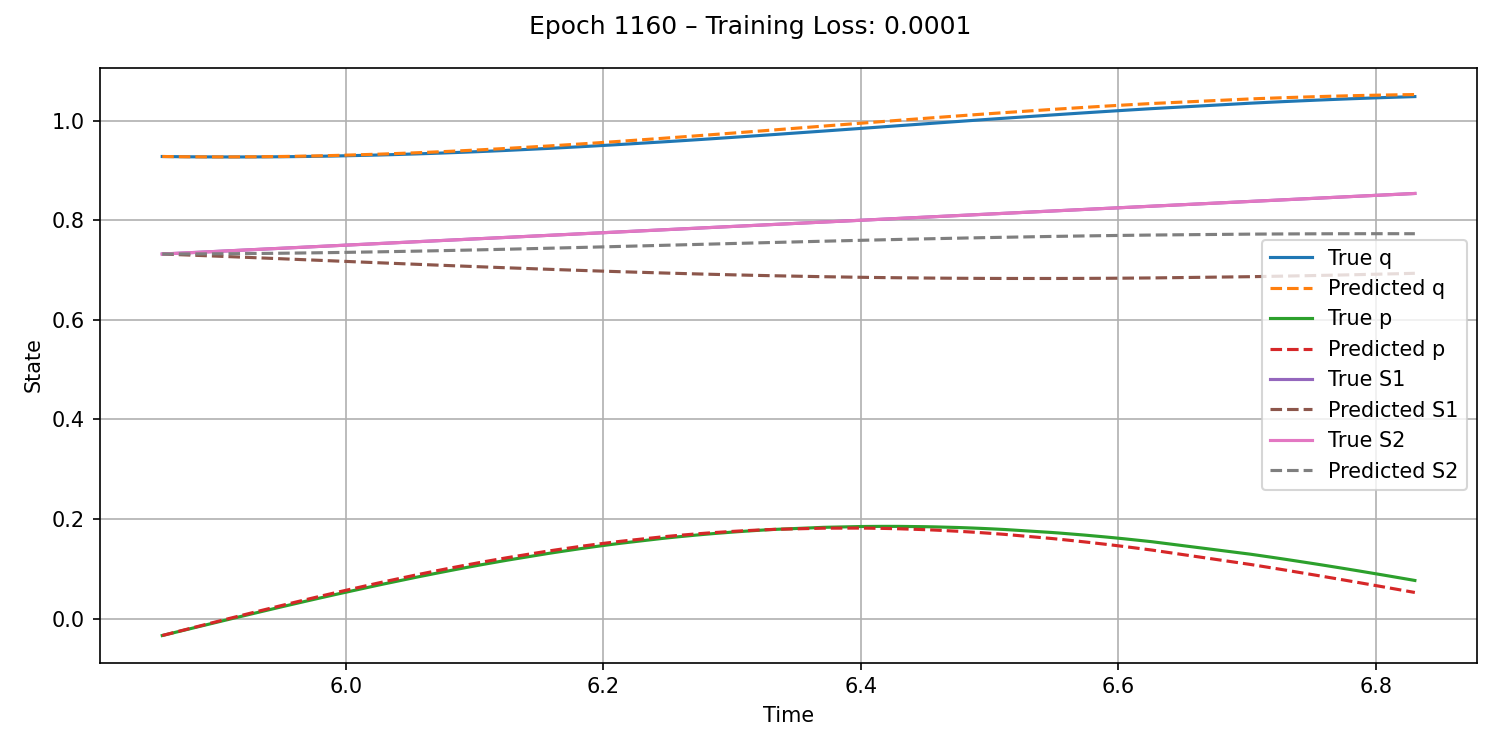 Epoch 1160 – Training Loss: 0.0001
1.0
0.8
0.6
0.4
0.2
0.0
State
True q
Predicted q
True p
Predicted p
True S1
Predicted S1
True S2
Predicted S2
6.0 6.2 6.4 6.6 6.8
Time